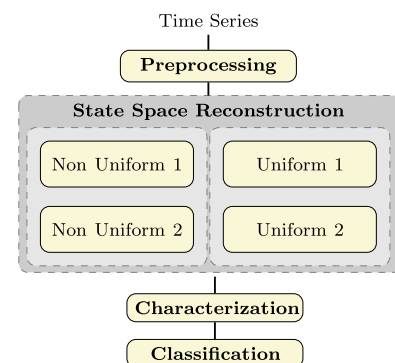 Time Series
Preprocessing
State Space Reconstruction
Non Uniform 1
Uniform 1
Non Uniform 2
Uniform 2
Characterization
Classification